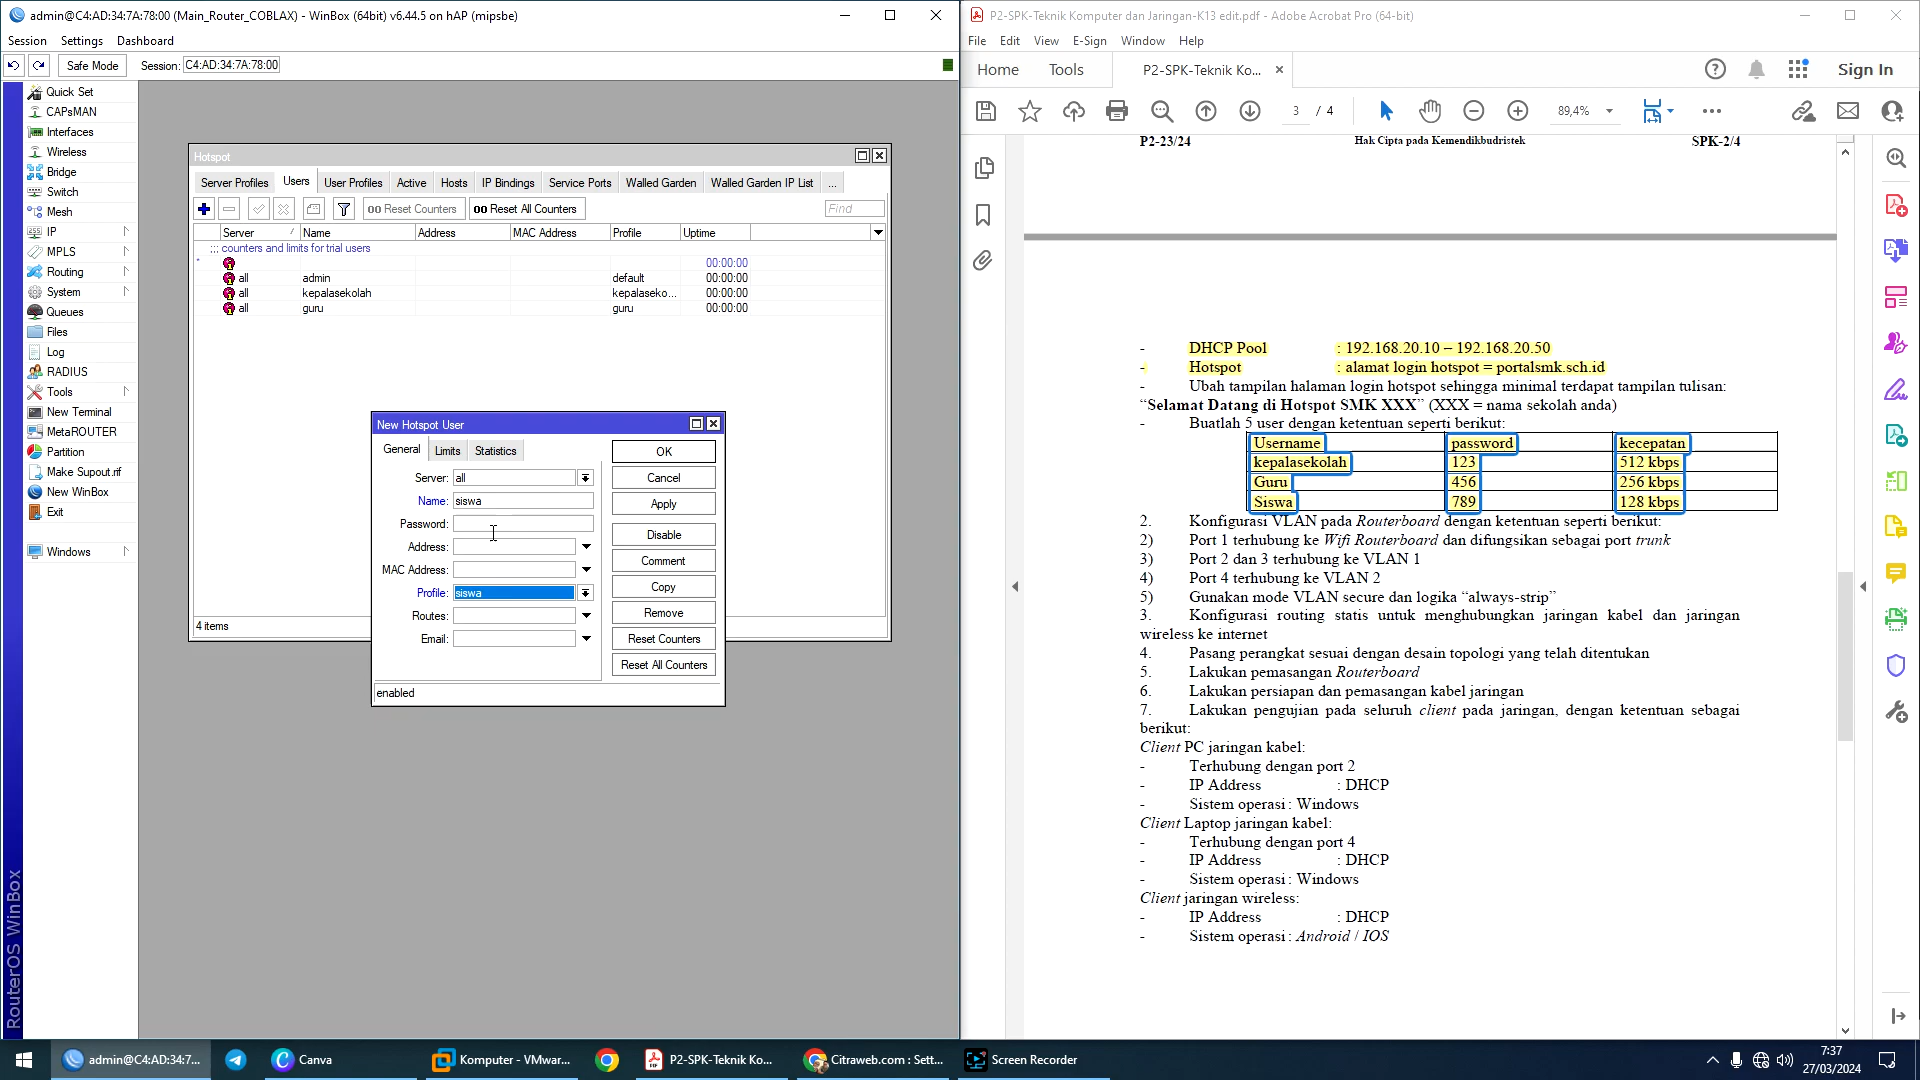 admin@C4:AD:34:7A:78:00 (Main_Router_COBLAX) - WinBox (64bit) v6.44.5 on hAP (mipsbe)
Session Settings Dashboard
Safe Mode Session: C4:AD:34:7A:78:00
Quick Set
CAPsMAN
Interfaces
Wireless
Bridge
Switch
Mesh
IP
MPLS
Routing
System
Queues
Files
Log
RADIUS
Tools
New Terminal
MetaROUTER
Partition
Make Supout.rif
New WinBox
Exit
Windows
RouterOS WinBox
Hotspot
Server Profiles Users User Profiles Active Hosts IP Bindings Service Ports Walled Garden Walled Garden IP List ...
00 Reset Counters 00 Reset All Counters Find
Server / Name Address MAC Address Profile Uptime
::: counters and limits for trial users
* 00:00:00
all admin default 00:00:00
all kepalasekolah kepalaseko... 00:00:00
all guru guru 00:00:00
4 items
New Hotspot User
General Limits Statistics
Server: all
Name: siswa
Password:
Address:
MAC Address:
Profile: siswa
Routes:
Email:
OK
Cancel
Apply
Disable
Comment
Copy
Remove
Reset Counters
Reset All Counters
enabled
P2-SPK-Teknik Komputer dan Jaringan-K13 edit.pdf - Adobe Acrobat Pro (64-bit)
File Edit View E-Sign Window Help
Home Tools P2-SPK-Teknik Ko... Sign In
3 / 4 89,4%
P2-23/24 Hak Cipta pada Kemendikbudristek SPK-2/4
- DHCP Pool : 192.168.20.10 – 192.168.20.50
- Hotspot : alamat login hotspot = portalsmk.sch.id
- Ubah tampilan halaman login hotspot sehingga minimal terdapat tampilan tulisan:
“Selamat Datang di Hotspot SMK XXX” (XXX = nama sekolah anda)
- Buatlah 5 user dengan ketentuan seperti berikut:
Username password kecepatan
kepalasekolah 123 512 kbps
Guru 456 256 kbps
Siswa 789 128 kbps
2. Konfigurasi VLAN pada Routerboard dengan ketentuan seperti berikut:
2) Port 1 terhubung ke Wifi Routerboard dan difungsikan sebagai port trunk
3) Port 2 dan 3 terhubung ke VLAN 1
4) Port 4 terhubung ke VLAN 2
5) Gunakan mode VLAN secure dan logika “always-strip”
3. Konfigurasi routing statis untuk menghubungkan jaringan kabel dan jaringan
wireless ke internet
4. Pasang perangkat sesuai dengan desain topologi yang telah ditentukan
5. Lakukan pemasangan Routerboard
6. Lakukan persiapan dan pemasangan kabel jaringan
7. Lakukan pengujian pada seluruh client pada jaringan, dengan ketentuan sebagai
berikut:
Client PC jaringan kabel:
- Terhubung dengan port 2
- IP Address : DHCP
- Sistem operasi : Windows
Client Laptop jaringan kabel:
- Terhubung dengan port 4
- IP Address : DHCP
- Sistem operasi : Windows
Client jaringan wireless:
- IP Address : DHCP
- Sistem operasi : Android / IOS
admin@C4:AD:34:7... Canva Komputer - VMwar... P2-SPK-Teknik Ko... Citraweb.com : Sett... Screen Recorder
7:37
27/03/2024